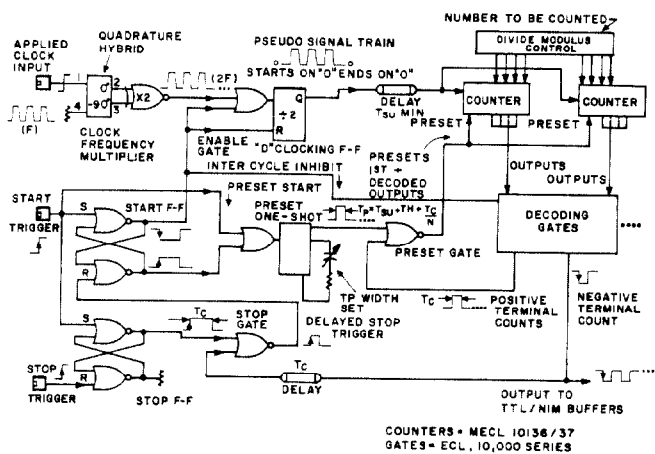 NUMBER TO BE COUNTED
DIVIDE MODULUS
CONTROL
QUADRATURE
HYBRID
APPLIED
CLOCK
INPUT
PSEUDO SIGNAL TRAIN
STARTS ON "0" ENDS ON "0"
1
0°
2
-90°
4
3
X2
(2F)
...
(F)
CLOCK
FREQUENCY
MULTIPLIER
Q
÷2
R
DELAY
TSU MIN
COUNTER
COUNTER
PRESET
PRESET
ENABLE
GATE
"D" CLOCKING F-F
INTER CYCLE INHIBIT
PRESETS
1ST
DECODED
OUTPUTS
OUTPUTS
OUTPUTS
START
TRIGGER
S
START F-F
R
PRESET START
PRESET
ONE-SHOT
TP=TSU+TH+TC/N
PRESET GATE
DECODING
GATES
....
TP WIDTH
SET
TC
POSITIVE
TERMINAL
COUNTS
NEGATIVE
TERMINAL
COUNT
S
TC
STOP
GATE
DELAYED STOP
TRIGGER
STOP
TRIGGER
R
STOP F-F
TC
DELAY
OUTPUT TO
TTL/NIM BUFFERS
COUNTERS = MECL 10136/37
GATES = ECL, 10,000 SERIES